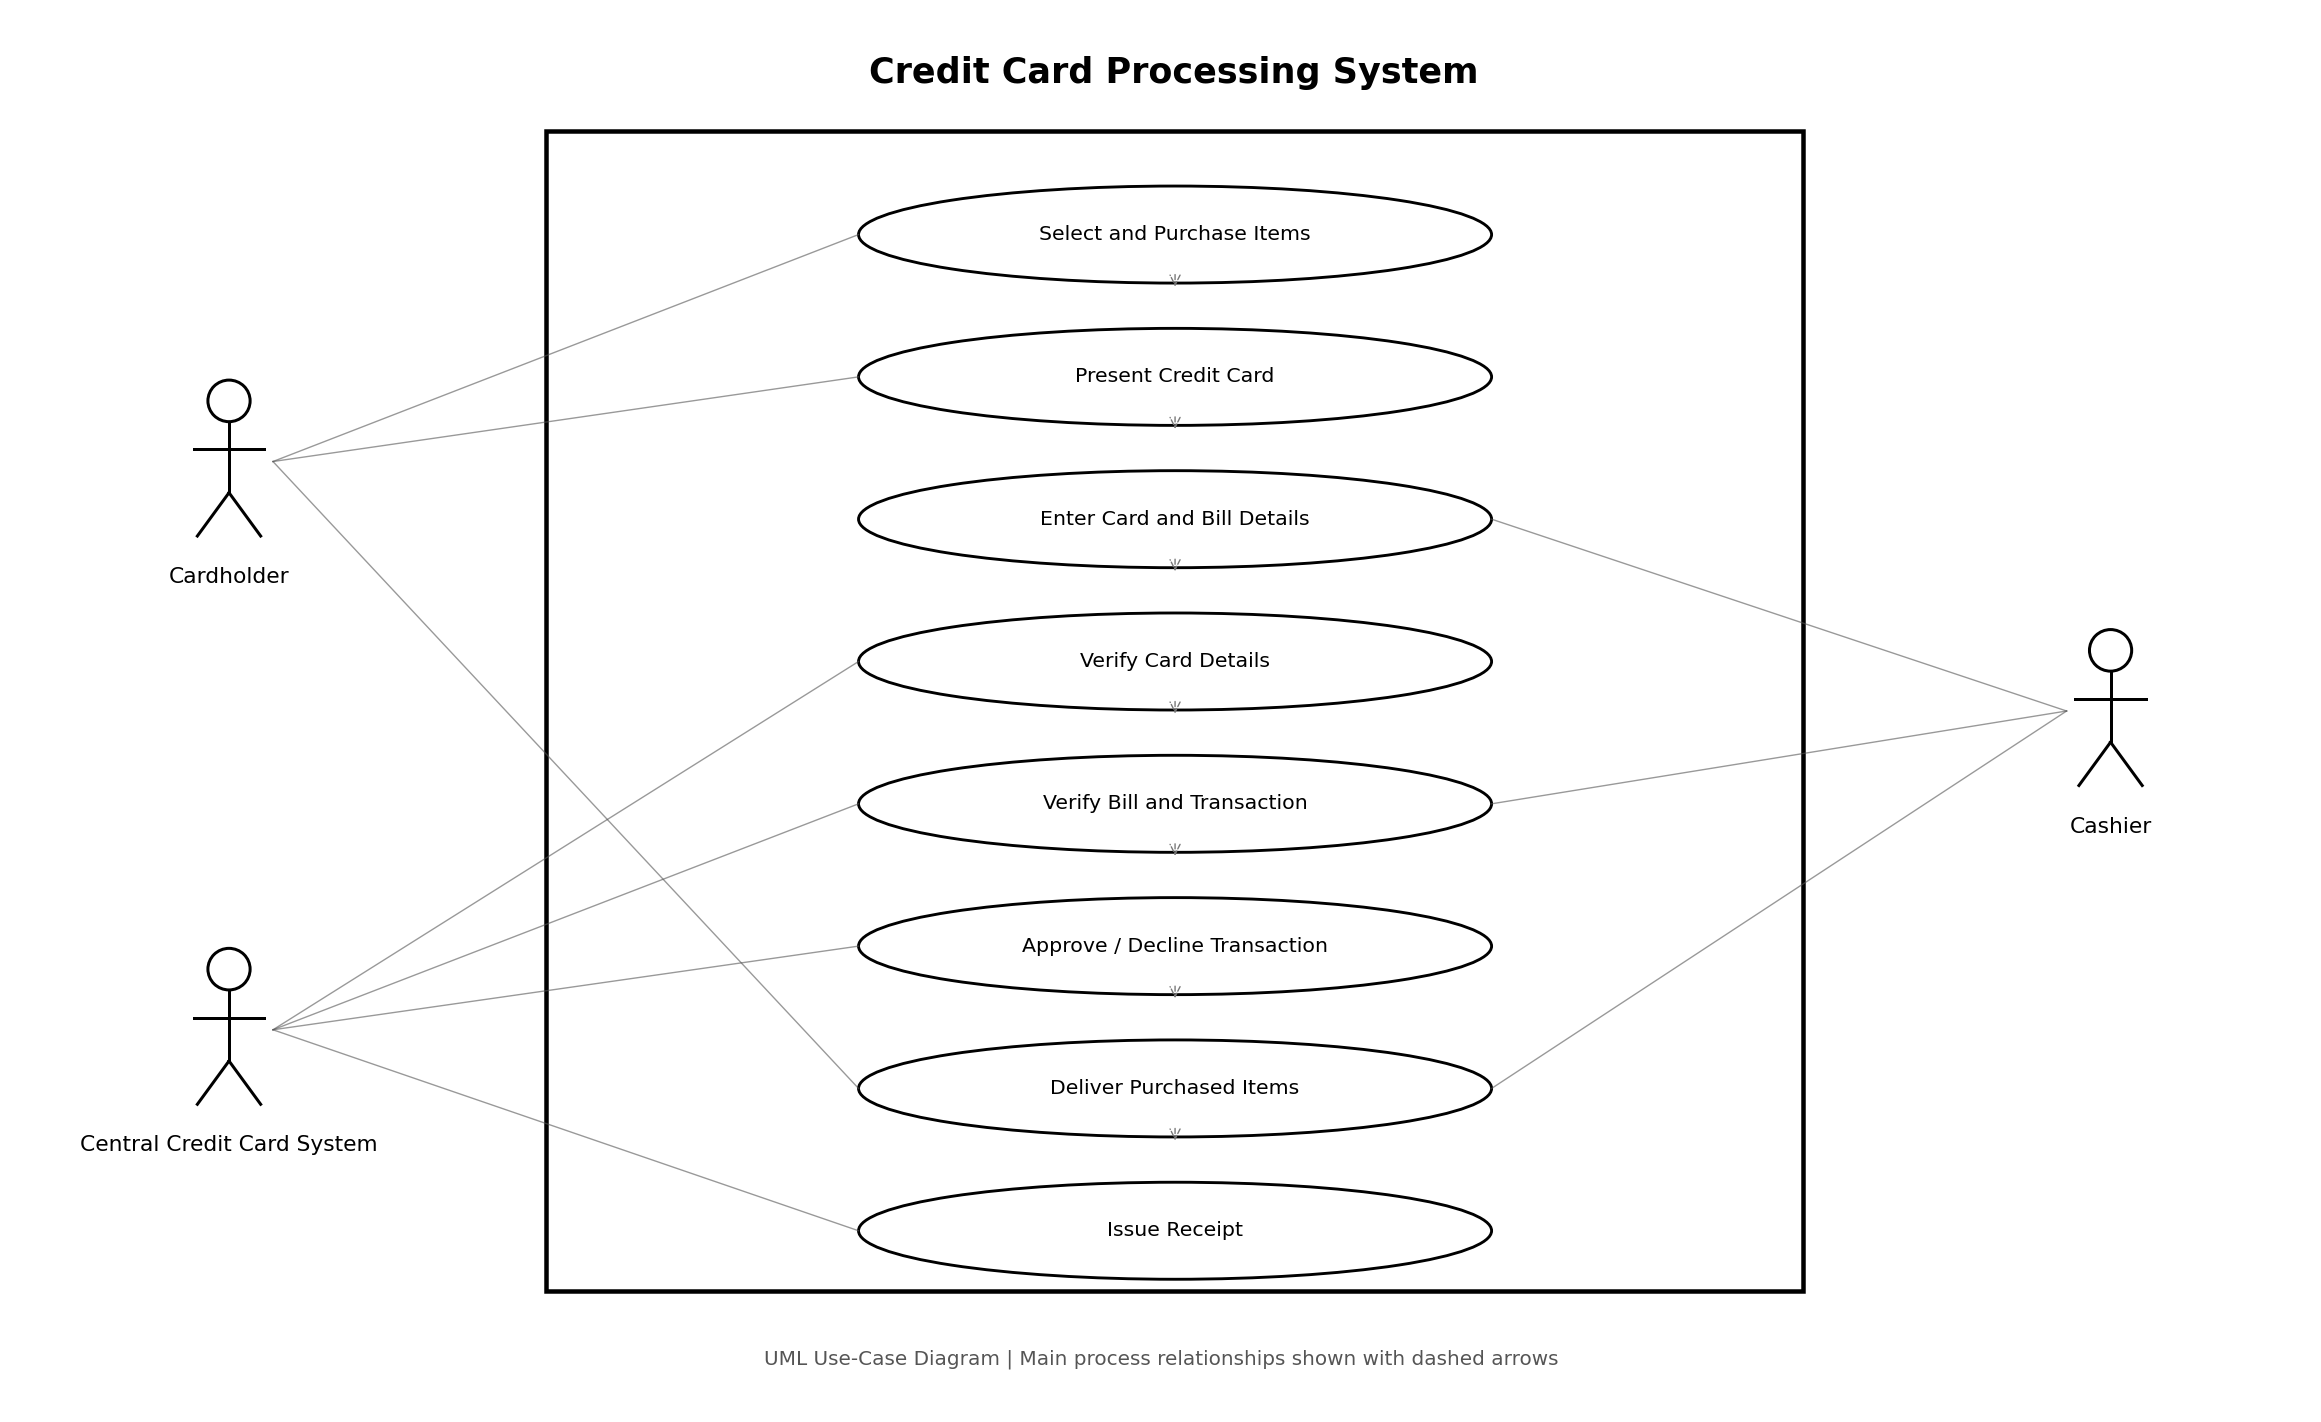 Credit Card Processing System
Select and Purchase Items
Present Credit Card
Enter Card and Bill Details
Cardholder
Verify Card Details
Verify Bill and Transaction
Cashier
Approve / Decline Transaction
Deliver Purchased Items
Central Credit Card System
Issue Receipt
UML Use-Case Diagram | Main process relationships shown with dashed arrows